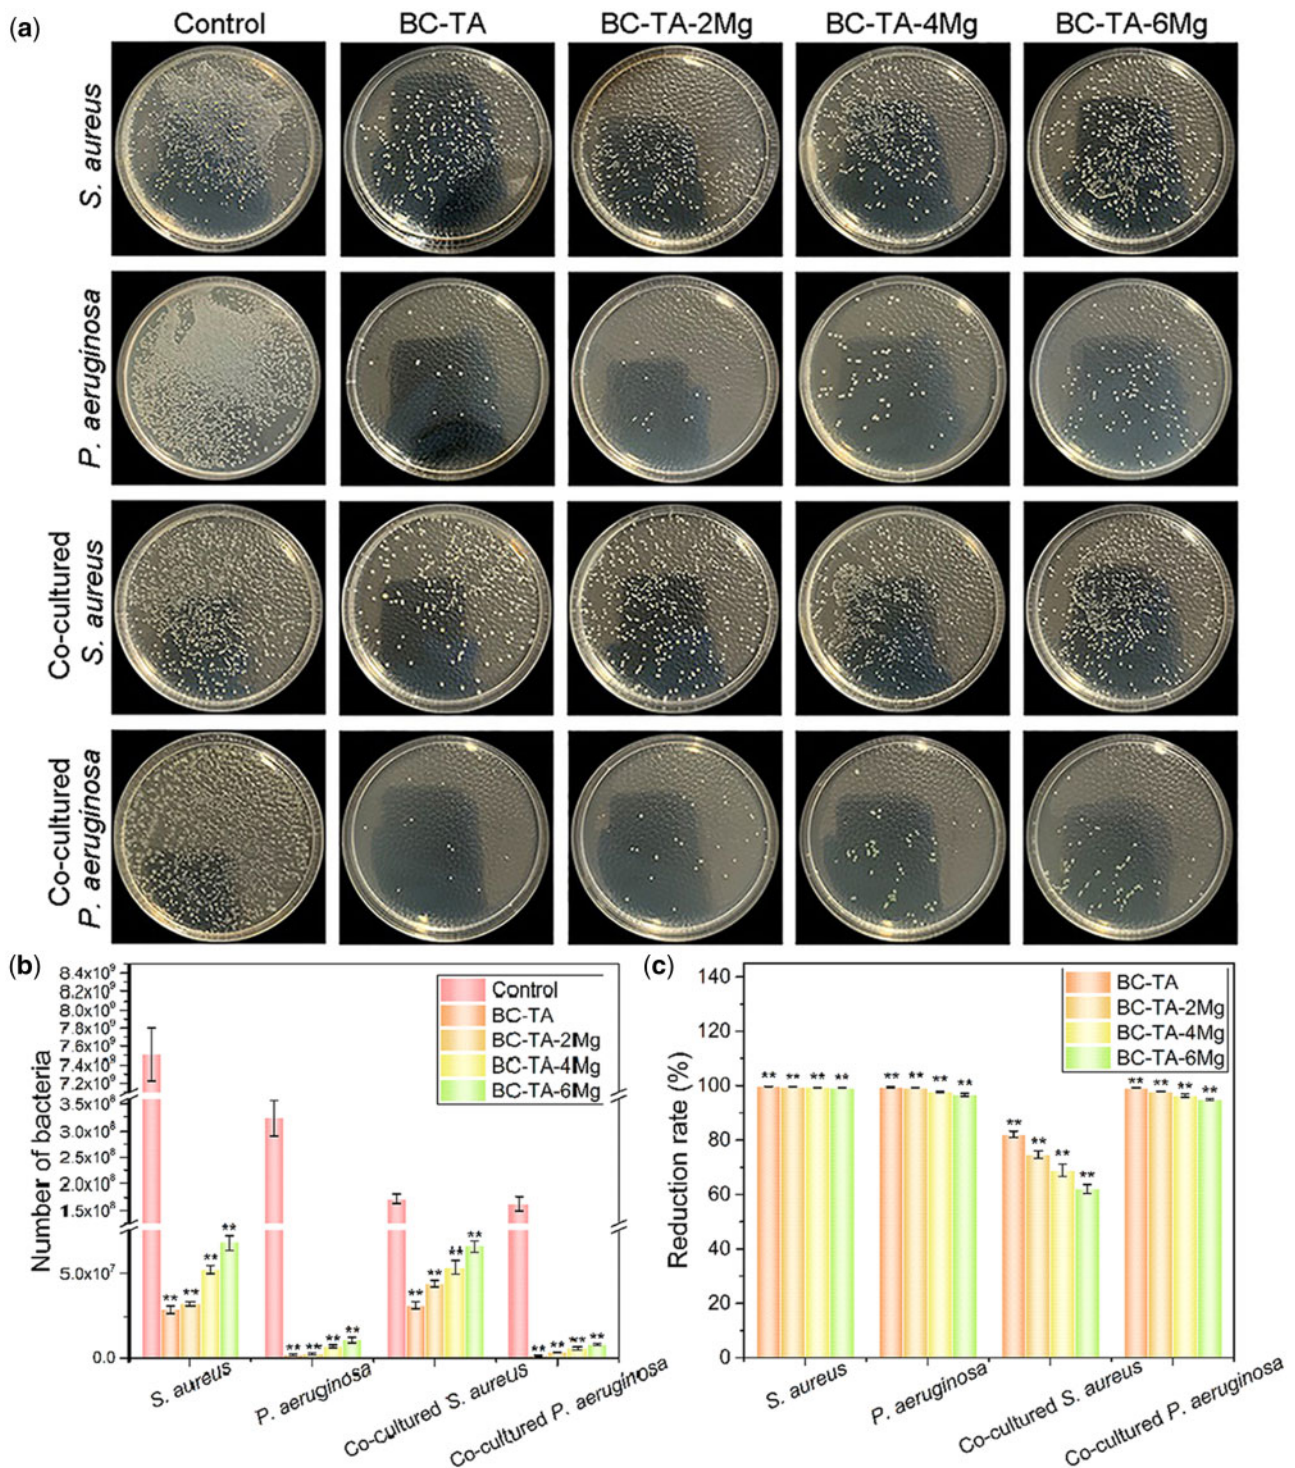 (a)
Control
BC-TA
BC-TA-2Mg
BC-TA-4Mg
BC-TA-6Mg
S. aureus
P. aeruginosa
Co-cultured
S. aureus
Co-cultured
P. aeruginosa
(b)
Number of bacteria
8.4x10⁹
8.2x10⁹
8.0x10⁹
7.8x10⁹
7.6x10⁹
7.4x10⁹
7.2x10⁹
3.5x10⁸
3.0x10⁸
2.5x10⁸
2.0x10⁸
1.5x10⁸
5.0x10⁷
0.0
Control
BC-TA
BC-TA-2Mg
BC-TA-4Mg
BC-TA-6Mg
** ** ** **
** ** ** **
** ** ** **
** ** ** **
S. aureus
P. aeruginosa
Co-cultured S. aureus
Co-cultured P. aeruginosa
(c)
Reduction rate (%)
140
120
100
80
60
40
20
0
BC-TA
BC-TA-2Mg
BC-TA-4Mg
BC-TA-6Mg
** ** ** **
** ** ** **
** ** ** **
** ** ** **
S. aureus
P. aeruginosa
Co-cultured S. aureus
Co-cultured P. aeruginosa